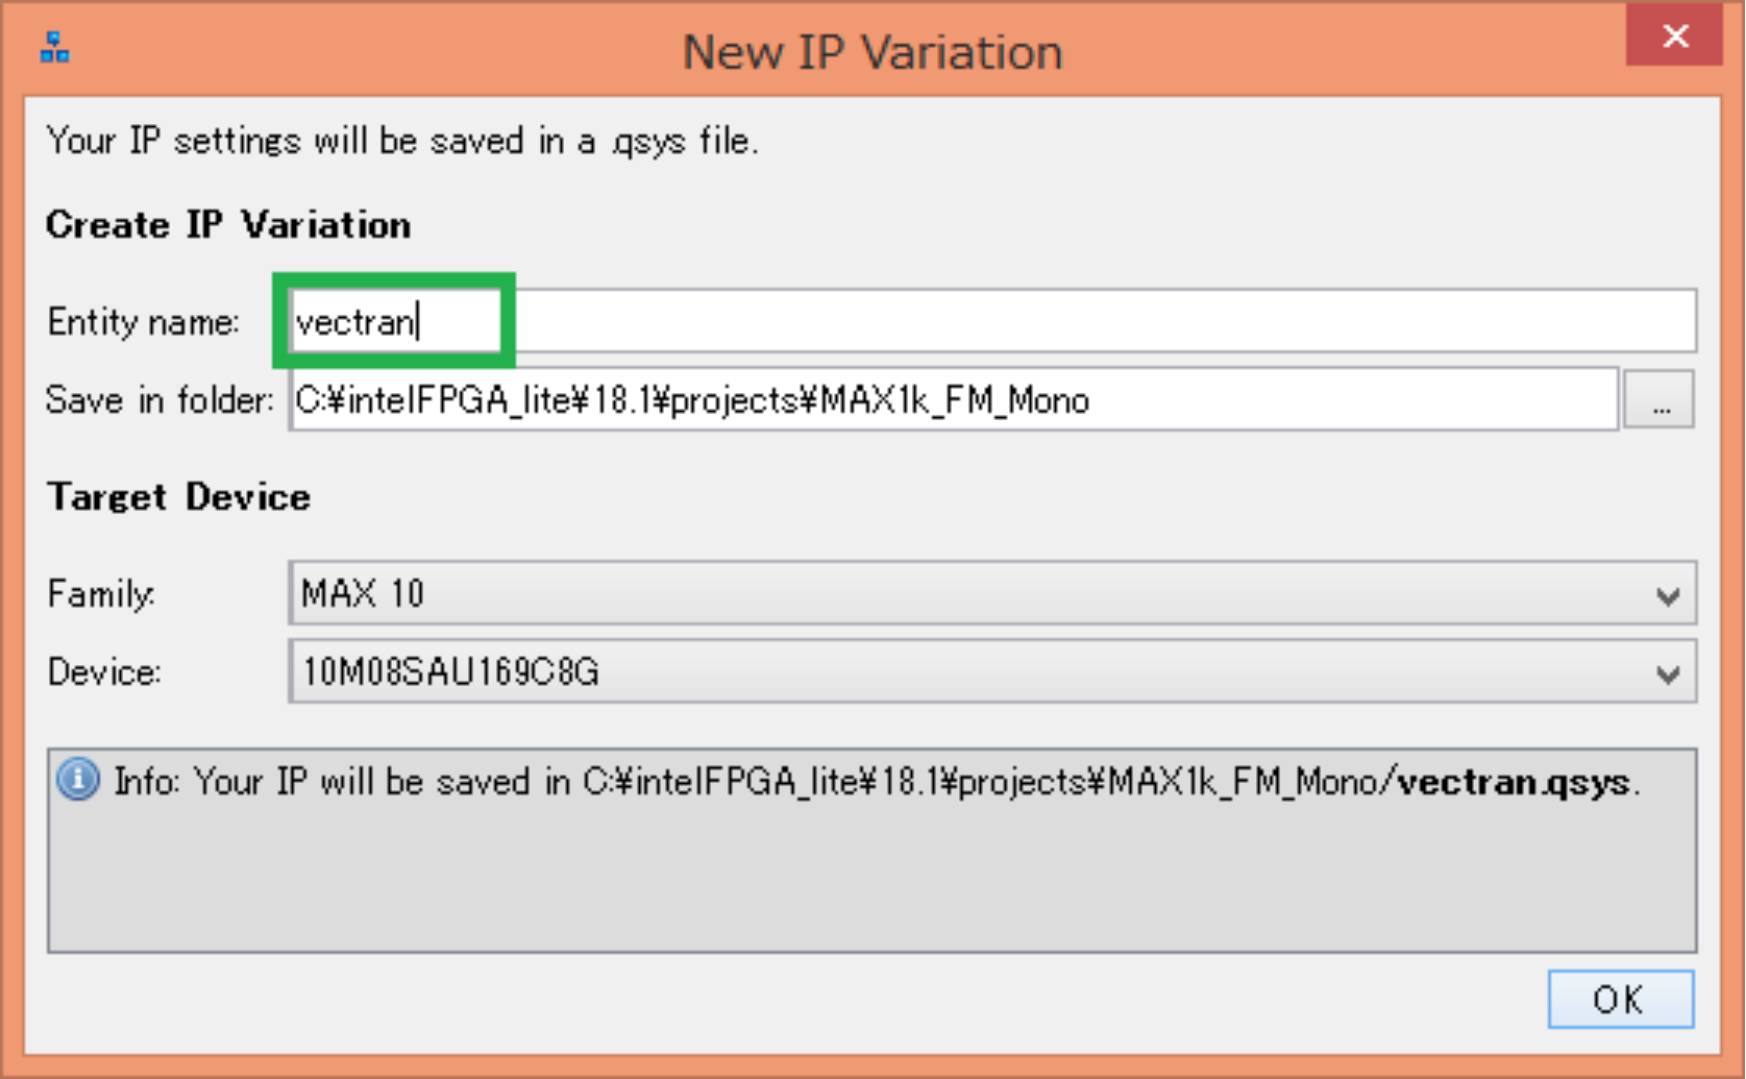 New IP Variation
Your IP settings will be saved in a .qsys file.
Create IP Variation
Entity name: vectran
Save in folder: C:¥intelFPGA_lite¥18.1¥projects¥MAX1k_FM_Mono ...
Target Device
Family: MAX 10
Device: 10M08SAU169C8G
Info: Your IP will be saved in C:¥intelFPGA_lite¥18.1¥projects¥MAX1k_FM_Mono/vectran.qsys.
OK